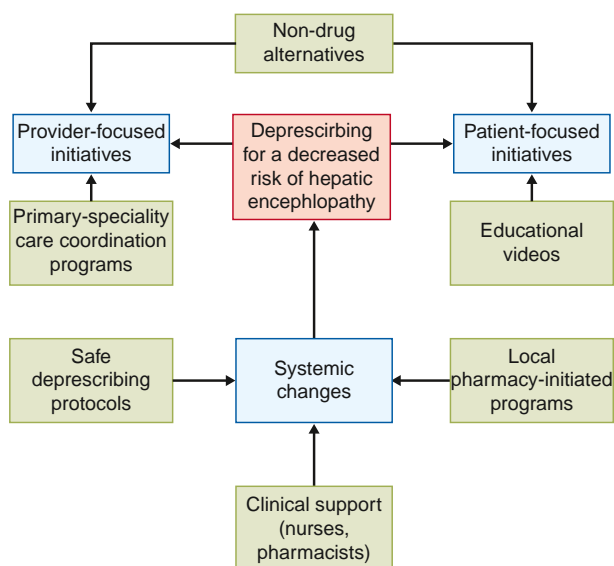 Non-drug
alternatives
Provider-focused
initiatives
Deprescirbing
for a decreased
risk of hepatic
encephlopathy
Patient-focused
initiatives
Primary-speciality
care coordination
programs
Educational
videos
Safe
deprescribing
protocols
Systemic
changes
Local
pharmacy-initiated
programs
Clinical support
(nurses,
pharmacists)